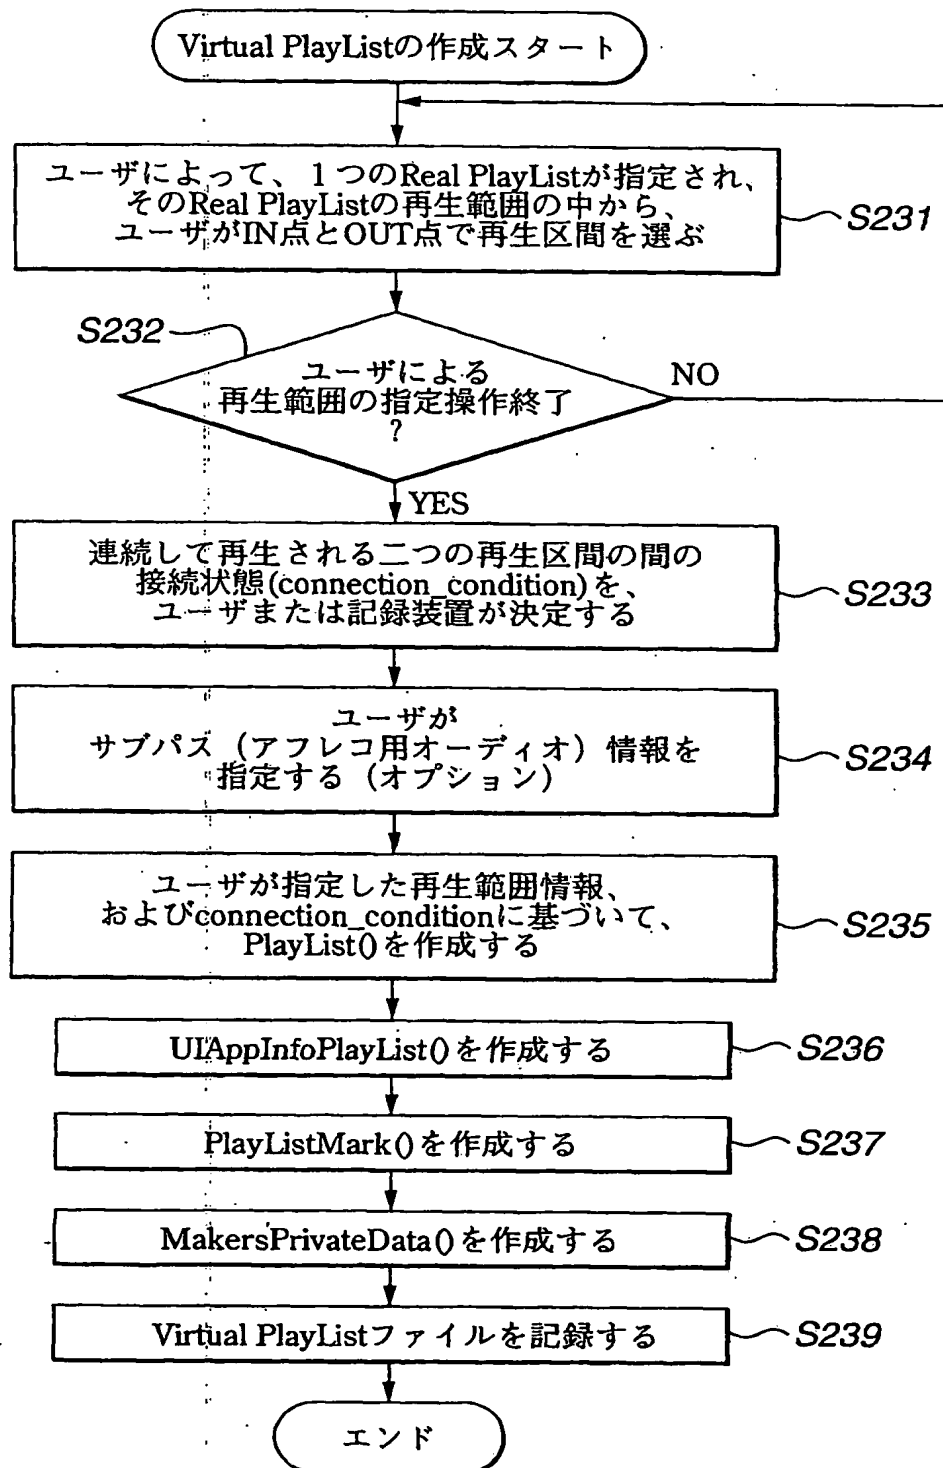 Virtual PlayListの作成スタート
ユーザによって、１つのReal PlayListが指定され、
そのReal PlayListの再生範囲の中から、
ユーザがIN点とOUT点で再生区間を選ぶ
S231
S232
ユーザによる
再生範囲の指定操作終了
?
NO
YES
連続して再生される二つの再生区間の間の
接続状態(connection_condition)を、
ユーザまたは記録装置が決定する
S233
ユーザが
サブパス（アフレコ用オーディオ）情報を
指定する（オプション）
S234
ユーザが指定した再生範囲情報、
およびconnection_conditionに基づいて、
PlayList()を作成する
S235
UIAppInfoPlayList()を作成する
S236
PlayListMark()を作成する
S237
MakersPrivateData()を作成する
S238
Virtual PlayListファイルを記録する
S239
エンド